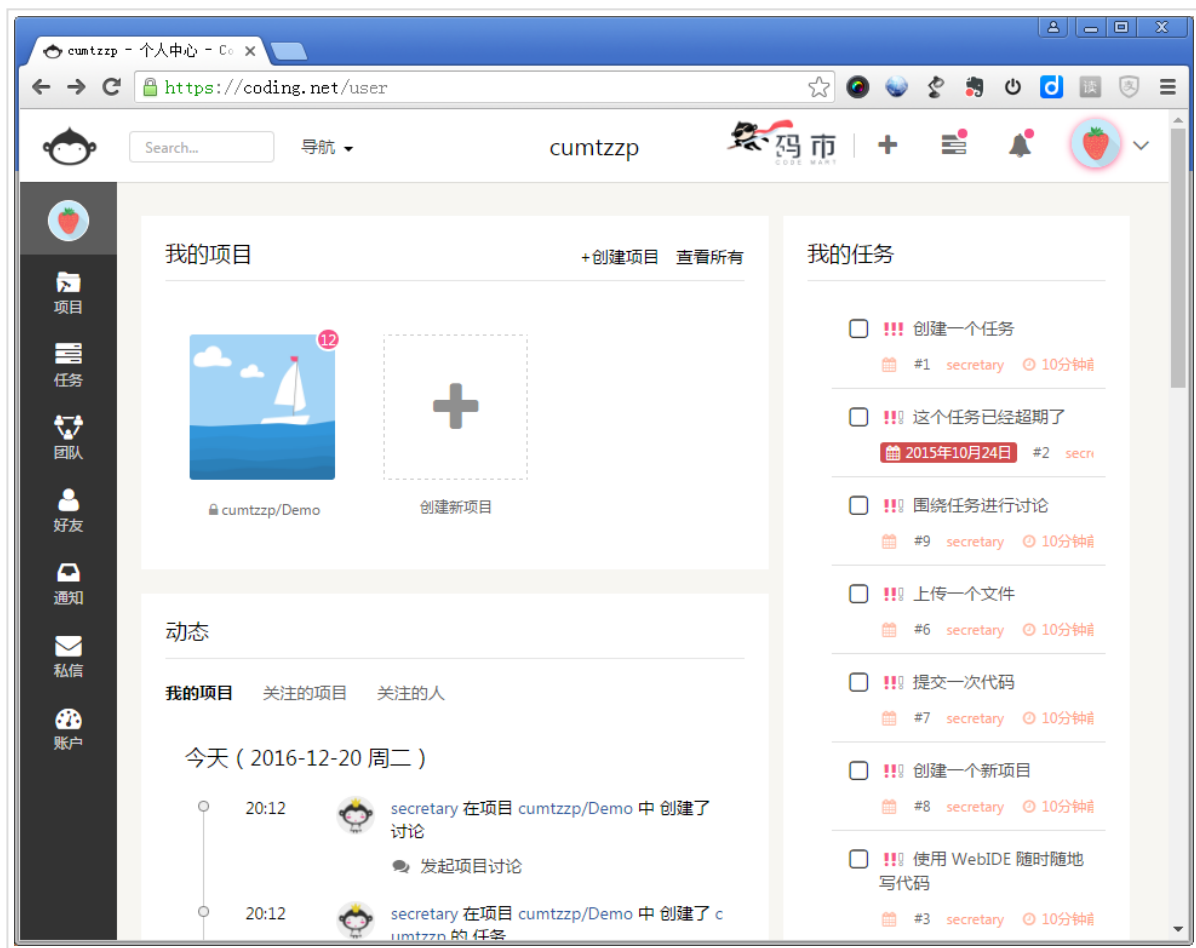 cumtzzp - 个人中心 - Co
https://coding.net/user
Search...
导航
cumtzzp
码市
CODE MART
项目
任务
团队
好友
通知
私信
账户
我的项目
+创建项目 查看所有
12
cumtzzp/Demo
创建新项目
动态
我的项目 关注的项目 关注的人
今天 ( 2016-12-20 周二 )
20:12 secretary 在项目 cumtzzp/Demo 中 创建了
讨论
发起项目讨论
20:12 secretary 在项目 cumtzzp/Demo 中 创建了 c
umtzzp 的 任务
我的任务
创建一个任务
#1 secretary 10分钟前
这个任务已经超期了
2015年10月24日 #2 secr
围绕任务进行讨论
#9 secretary 10分钟前
上传一个文件
#6 secretary 10分钟前
提交一次代码
#7 secretary 10分钟前
创建一个新项目
#8 secretary 10分钟前
使用 WebIDE 随时随地
写代码
#3 secretary 10分钟前